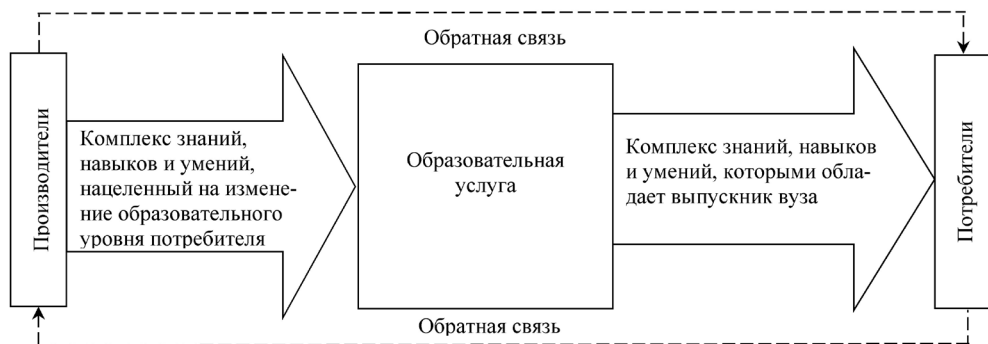 Обратная связь
Производители
Комплекс знаний,
навыков и умений,
нацеленный на измене-
ние образовательного
уровня потребителя
Образовательная
услуга
Комплекс знаний, навыков
и умений, которыми обла-
дает выпускник вуза
Потребители
Обратная связь